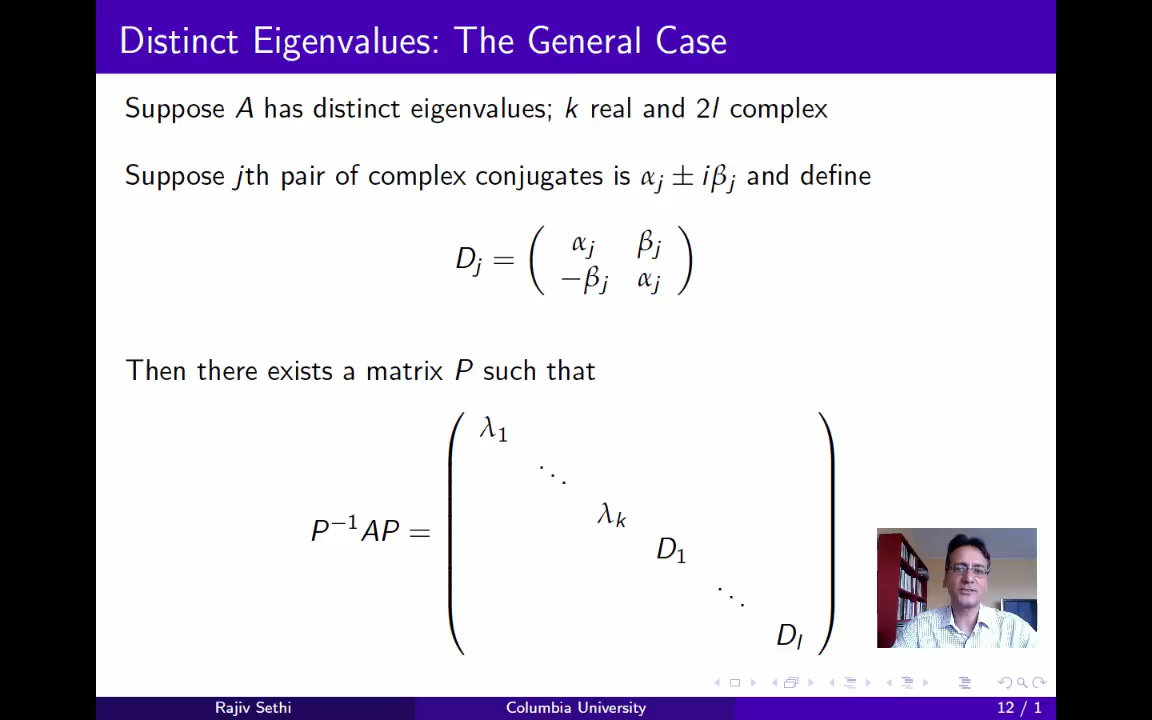 Distinct Eigenvalues: The General Case
Suppose A has distinct eigenvalues; k real and 2l complex
Suppose jth pair of complex conjugates is αⱼ ± iβⱼ and define
Dⱼ = ( αⱼ βⱼ
−βⱼ αⱼ )
Then there exists a matrix P such that
λ₁
⋱
λₖ
P⁻¹AP =
D₁
⋱
Dₗ
Rajiv Sethi Columbia University 12 / 1